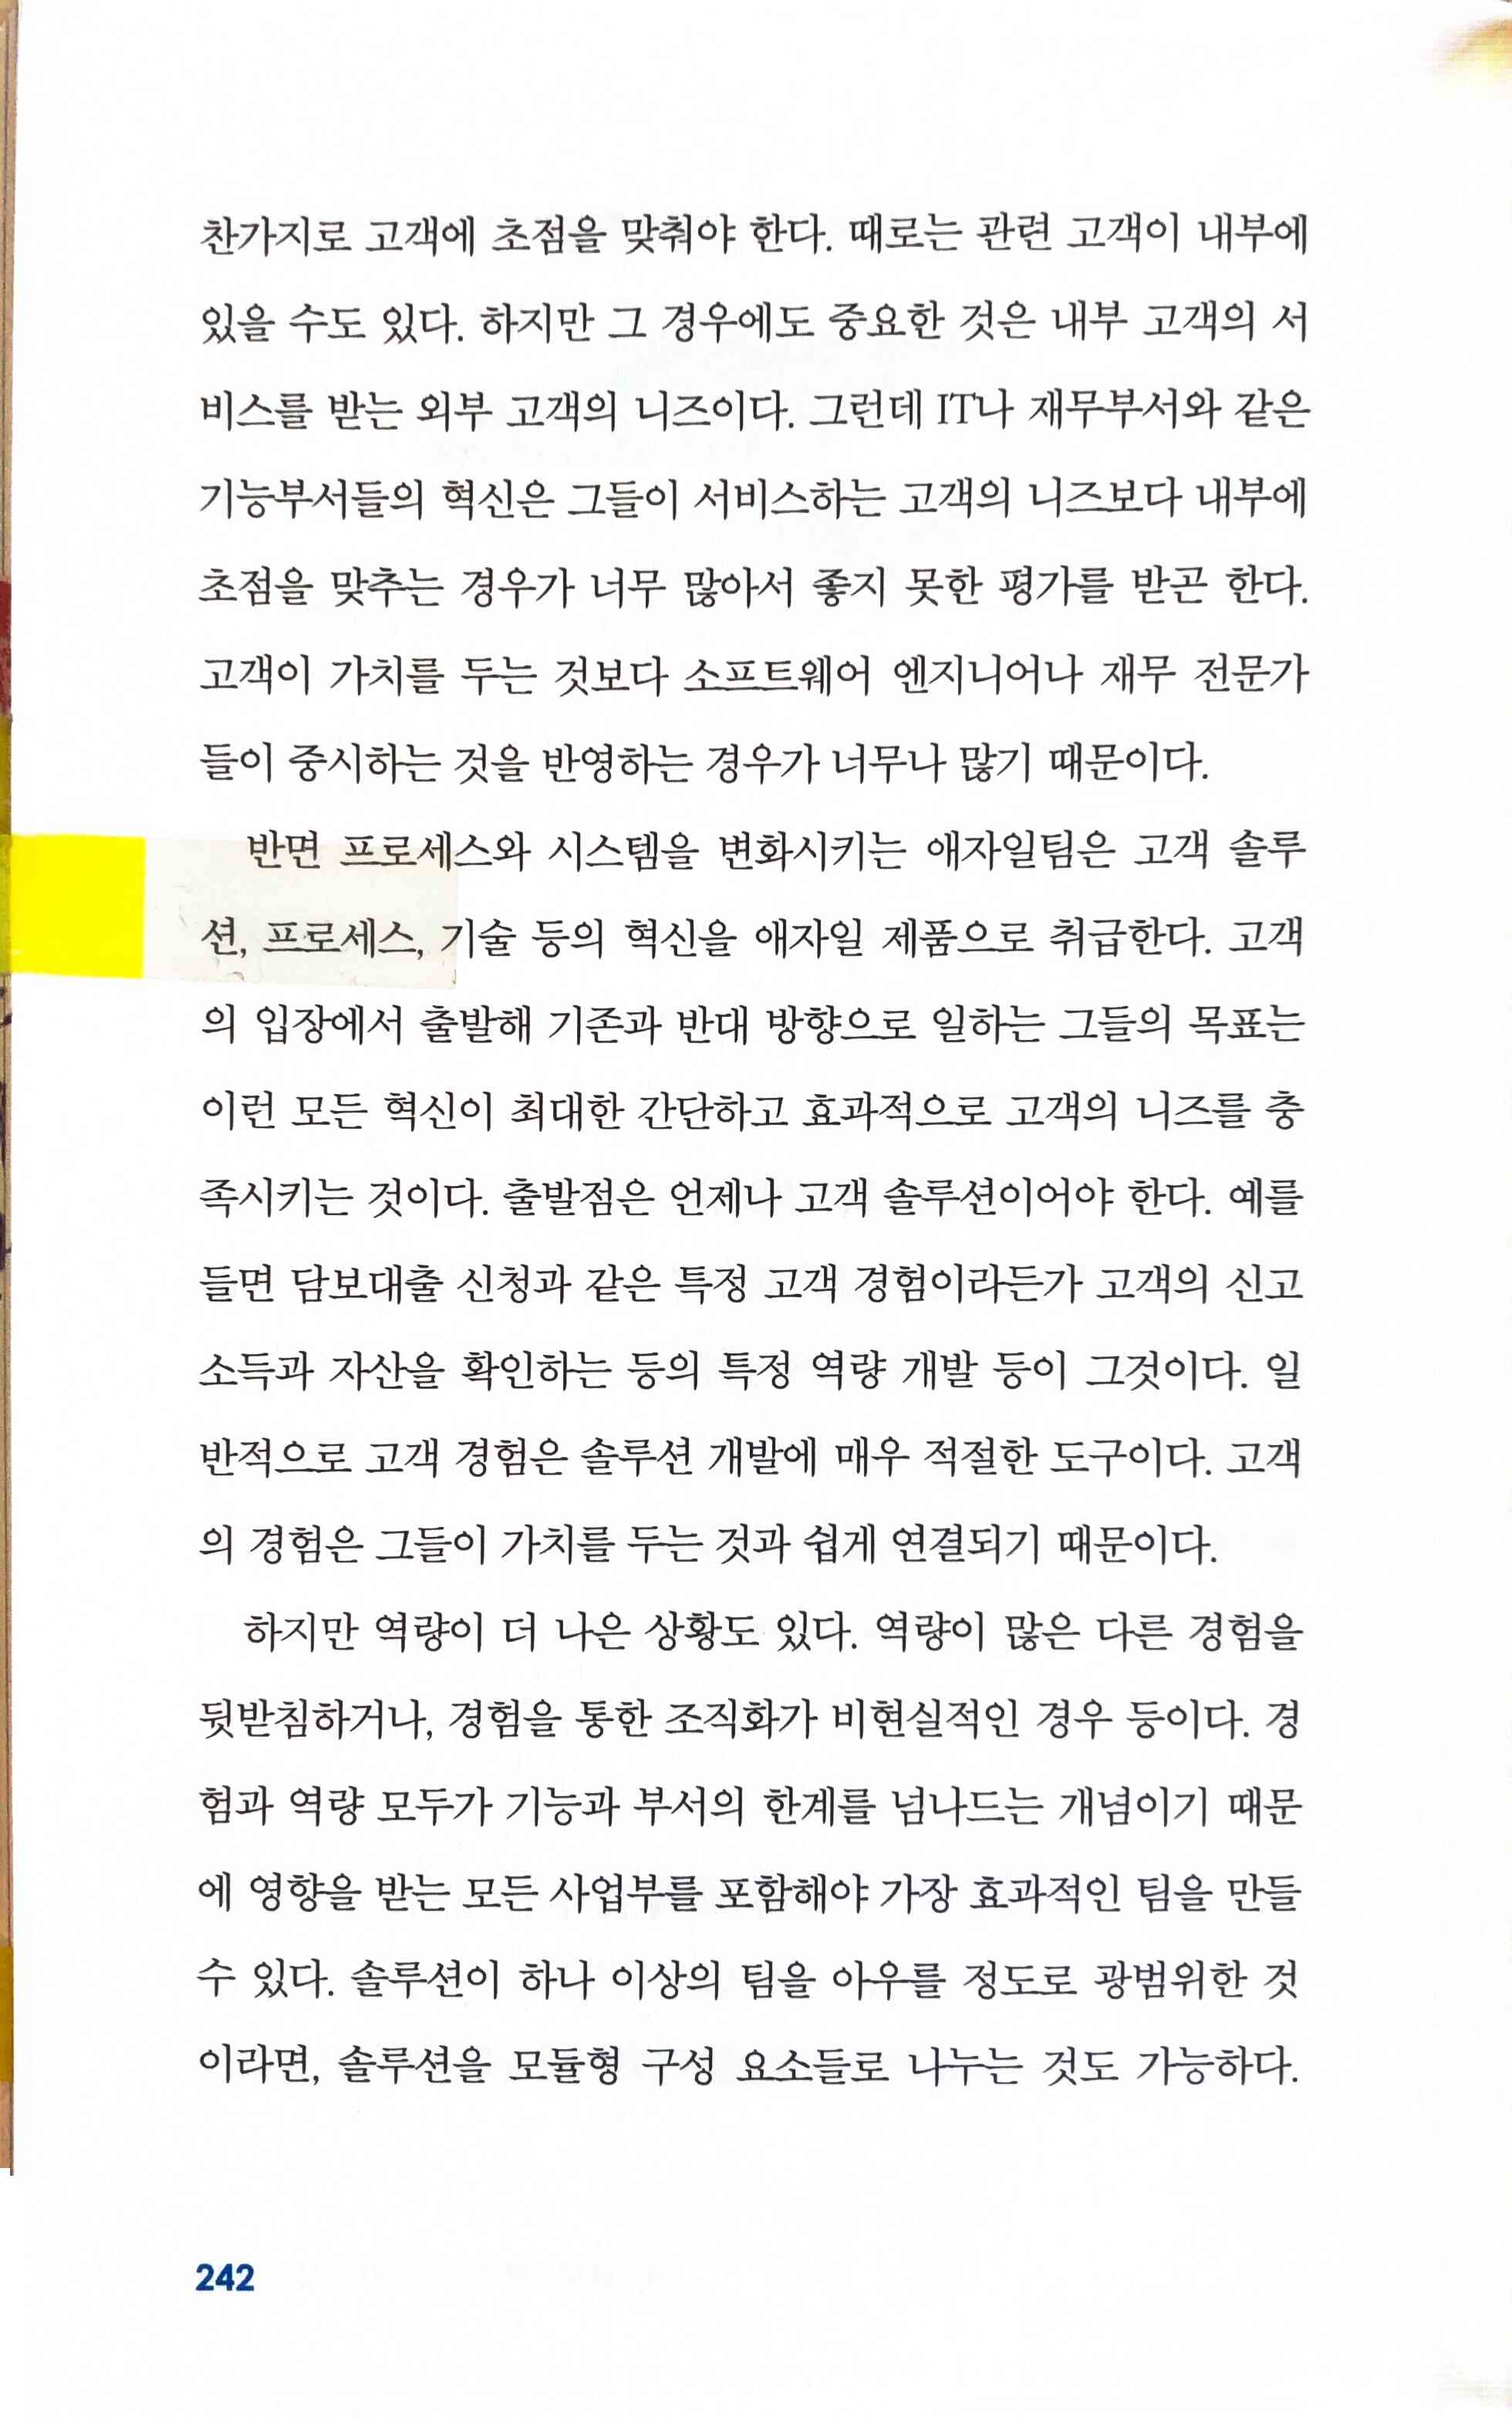 찬가지로 고객에 초점을 맞춰야 한다. 때로는 관련 고객이 내부에
있을 수도 있다. 하지만 그 경우에도 중요한 것은 내부 고객의 서
비스를 받는 외부 고객의 니즈이다. 그런데 IT나 재무부서와 같은
기능부서들의 혁신은 그들이 서비스하는 고객의 니즈보다 내부에
초점을 맞추는 경우가 너무 많아서 좋지 못한 평가를 받곤 한다.
고객이 가치를 두는 것보다 소프트웨어 엔지니어나 재무 전문가
들이 중시하는 것을 반영하는 경우가 너무나 많기 때문이다.
반면 프로세스와 시스템을 변화시키는 애자일팀은 고객 솔루
션, 프로세스, 기술 등의 혁신을 애자일 제품으로 취급한다. 고객
의 입장에서 출발해 기존과 반대 방향으로 일하는 그들의 목표는
이런 모든 혁신이 최대한 간단하고 효과적으로 고객의 니즈를 충
족시키는 것이다. 출발점은 언제나 고객 솔루션이어야 한다. 예를
들면 담보대출 신청과 같은 특정 고객 경험이라든가 고객의 신고
소득과 자산을 확인하는 등의 특정 역량 개발 등이 그것이다. 일
반적으로 고객 경험은 솔루션 개발에 매우 적절한 도구이다. 고객
의 경험은 그들이 가치를 두는 것과 쉽게 연결되기 때문이다.
하지만 역량이 더 나은 상황도 있다. 역량이 많은 다른 경험을
뒷받침하거나, 경험을 통한 조직화가 비현실적인 경우 등이다. 경
험과 역량 모두가 기능과 부서의 한계를 넘나드는 개념이기 때문
에 영향을 받는 모든 사업부를 포함해야 가장 효과적인 팀을 만들
수 있다. 솔루션이 하나 이상의 팀을 아우를 정도로 광범위한 것
이라면, 솔루션을 모듈형 구성 요소들로 나누는 것도 가능하다.
242